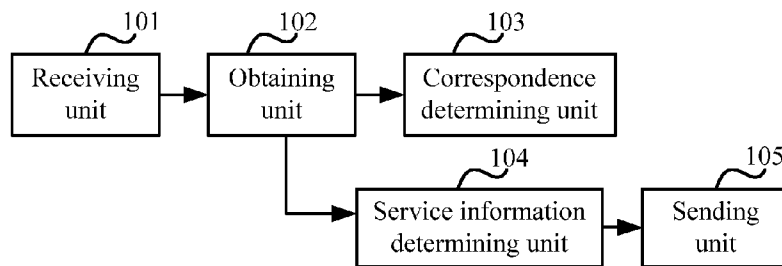 101
102
103
Receiving
unit
Obtaining
unit
Correspondence
determining unit
104
105
Service information
determining unit
Sending
unit